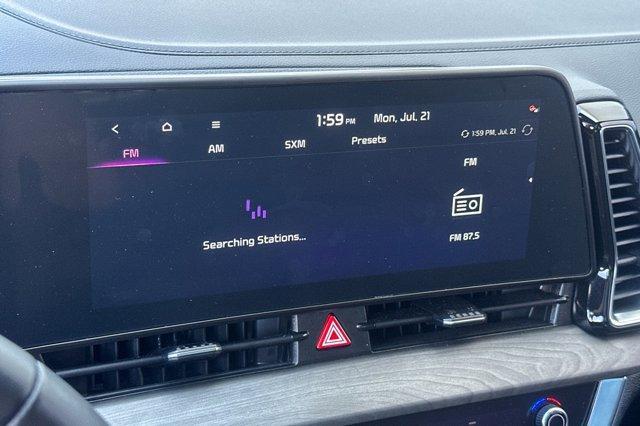 1:59 PM Mon, Jul. 21
1:59 PM, Jul. 21
FM AM SXM Presets
FM
Searching Stations...
FM 87.5